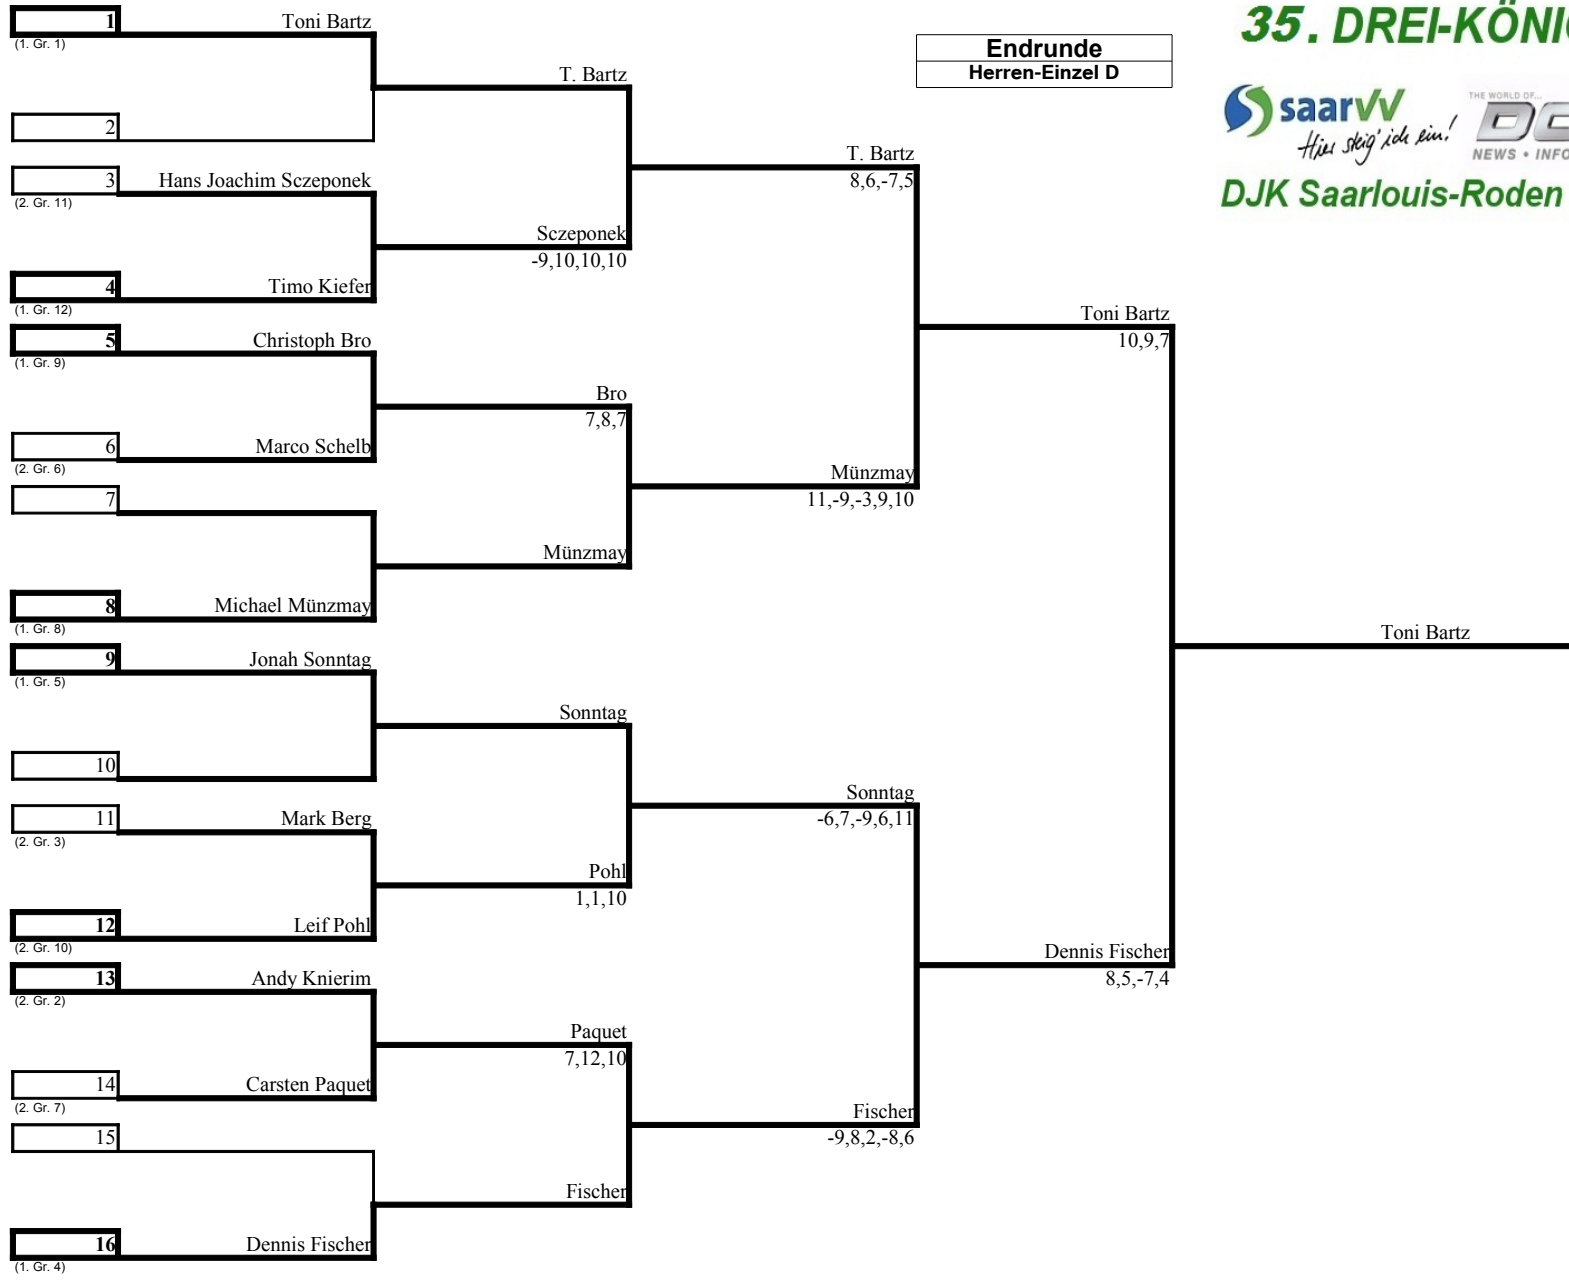 35. DREI-KÖNI
Endrunde
Herren-Einzel D
saarVV
Hier steig' ich ein!
THE WORLD OF...
NEWS • INFO
DJK Saarlouis-Roden
1 Toni Bartz
(1. Gr. 1)
T. Bartz
2
T. Bartz
8,6,-7,5
3 Hans Joachim Sczeponek
(2. Gr. 11)
Sczeponek
-9,10,10,10
4 Timo Kiefer
(1. Gr. 12)
Toni Bartz
10,9,7
5 Christoph Bro
(1. Gr. 9)
Bro
7,8,7
6 Marco Schelb
(2. Gr. 6)
Münzmay
11,-9,-3,9,10
7
Münzmay
8 Michael Münzmay
(1. Gr. 8)
Toni Bartz
9 Jonah Sonntag
(1. Gr. 5)
Sonntag
10
Sonntag
-6,7,-9,6,11
11 Mark Berg
(2. Gr. 3)
Pohl
1,1,10
12 Leif Pohl
(2. Gr. 10)
Dennis Fischer
8,5,-7,4
13 Andy Knierim
(2. Gr. 2)
Paquet
7,12,10
14 Carsten Paquet
(2. Gr. 7)
Fischer
-9,8,2,-8,6
15
Fischer
16 Dennis Fischer
(1. Gr. 4)